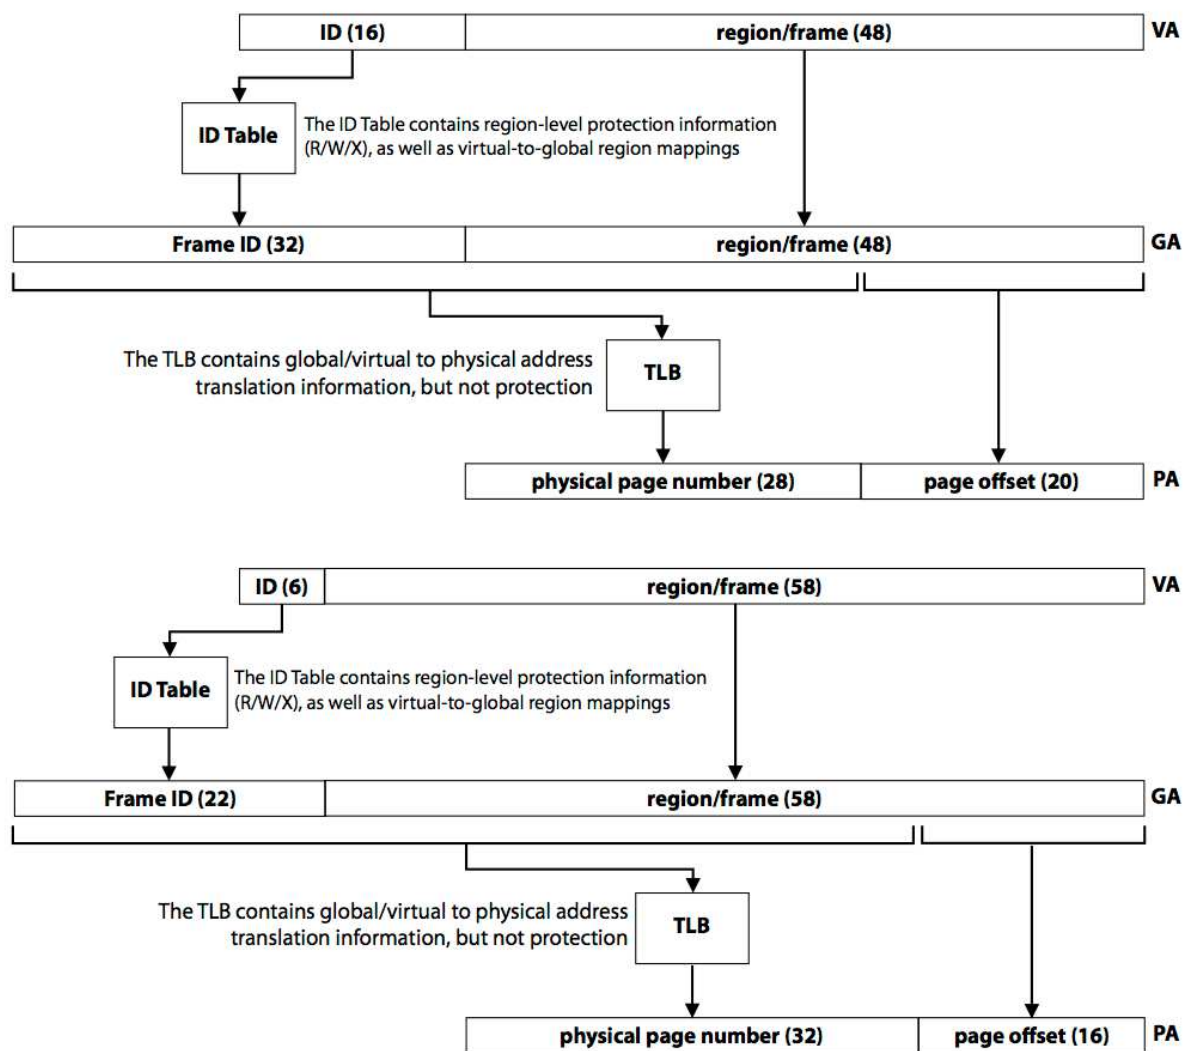 ID (16) region/frame (48) VA
ID Table
The ID Table contains region-level protection information
(R/W/X), as well as virtual-to-global region mappings
Frame ID (32) region/frame (48) GA
The TLB contains global/virtual to physical address
translation information, but not protection
TLB
physical page number (28) page offset (20) PA
ID (6) region/frame (58) VA
ID Table
The ID Table contains region-level protection information
(R/W/X), as well as virtual-to-global region mappings
Frame ID (22) region/frame (58) GA
The TLB contains global/virtual to physical address
translation information, but not protection
TLB
physical page number (32) page offset (16) PA